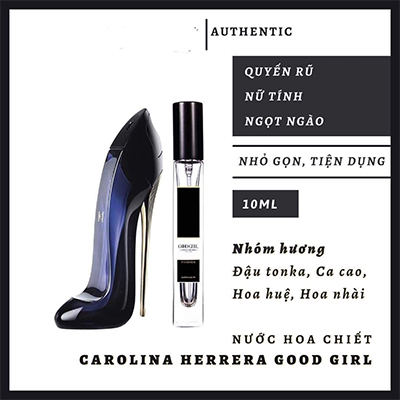 AUTHENTIC
QUYẾN RŨ
NỮ TÍNH
NGỌT NGÀO
NHỎ GỌN, TIỆN DỤNG
10ML
Nhóm hương
Đậu tonka, Ca cao,
Hoa huệ, Hoa nhài
NƯỚC HOA CHIẾT
CAROLINA HERRERA GOOD GIRL